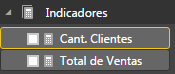 Indicadores
Cant. Clientes
Total de Ventas